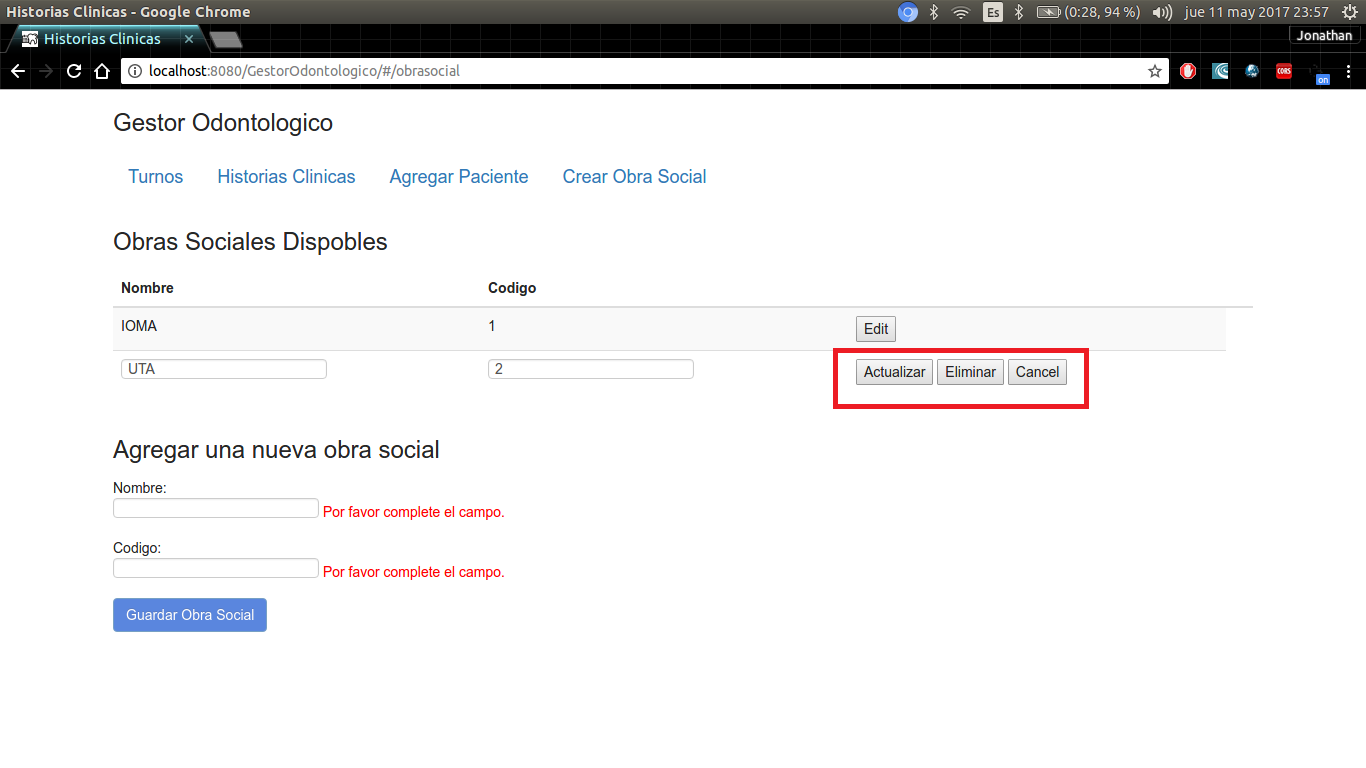 Historias Clinicas - Google Chrome
Es
(0:28, 94 %)
jue 11 may 2017 23:57
Historias Clinicas
Jonathan
localhost:8080/GestorOdontologico/#/obrasocial
CORS
on
Gestor Odontologico
Turnos Historias Clinicas Agregar Paciente Crear Obra Social
Obras Sociales Dispobles
Nombre Codigo
IOMA 1 Edit
UTA 2 Actualizar Eliminar Cancel
Agregar una nueva obra social
Nombre:
Por favor complete el campo.
Codigo:
Por favor complete el campo.
Guardar Obra Social